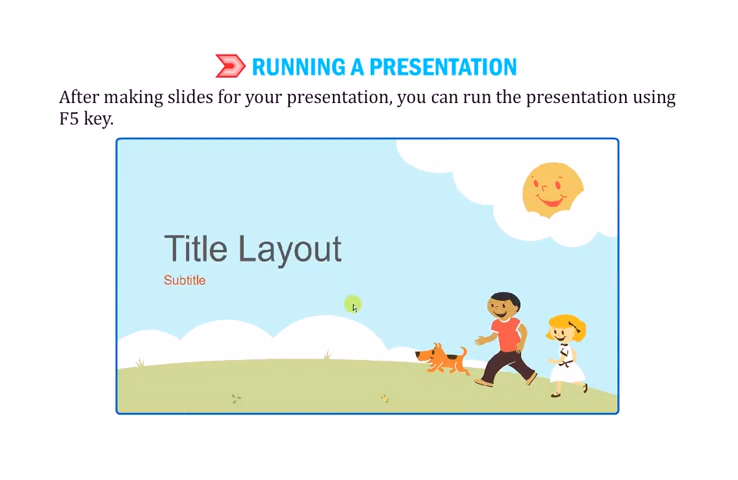 RUNNING A PRESENTATION
After making slides for your presentation, you can run the presentation using
F5 key.
Title Layout
Subtitle